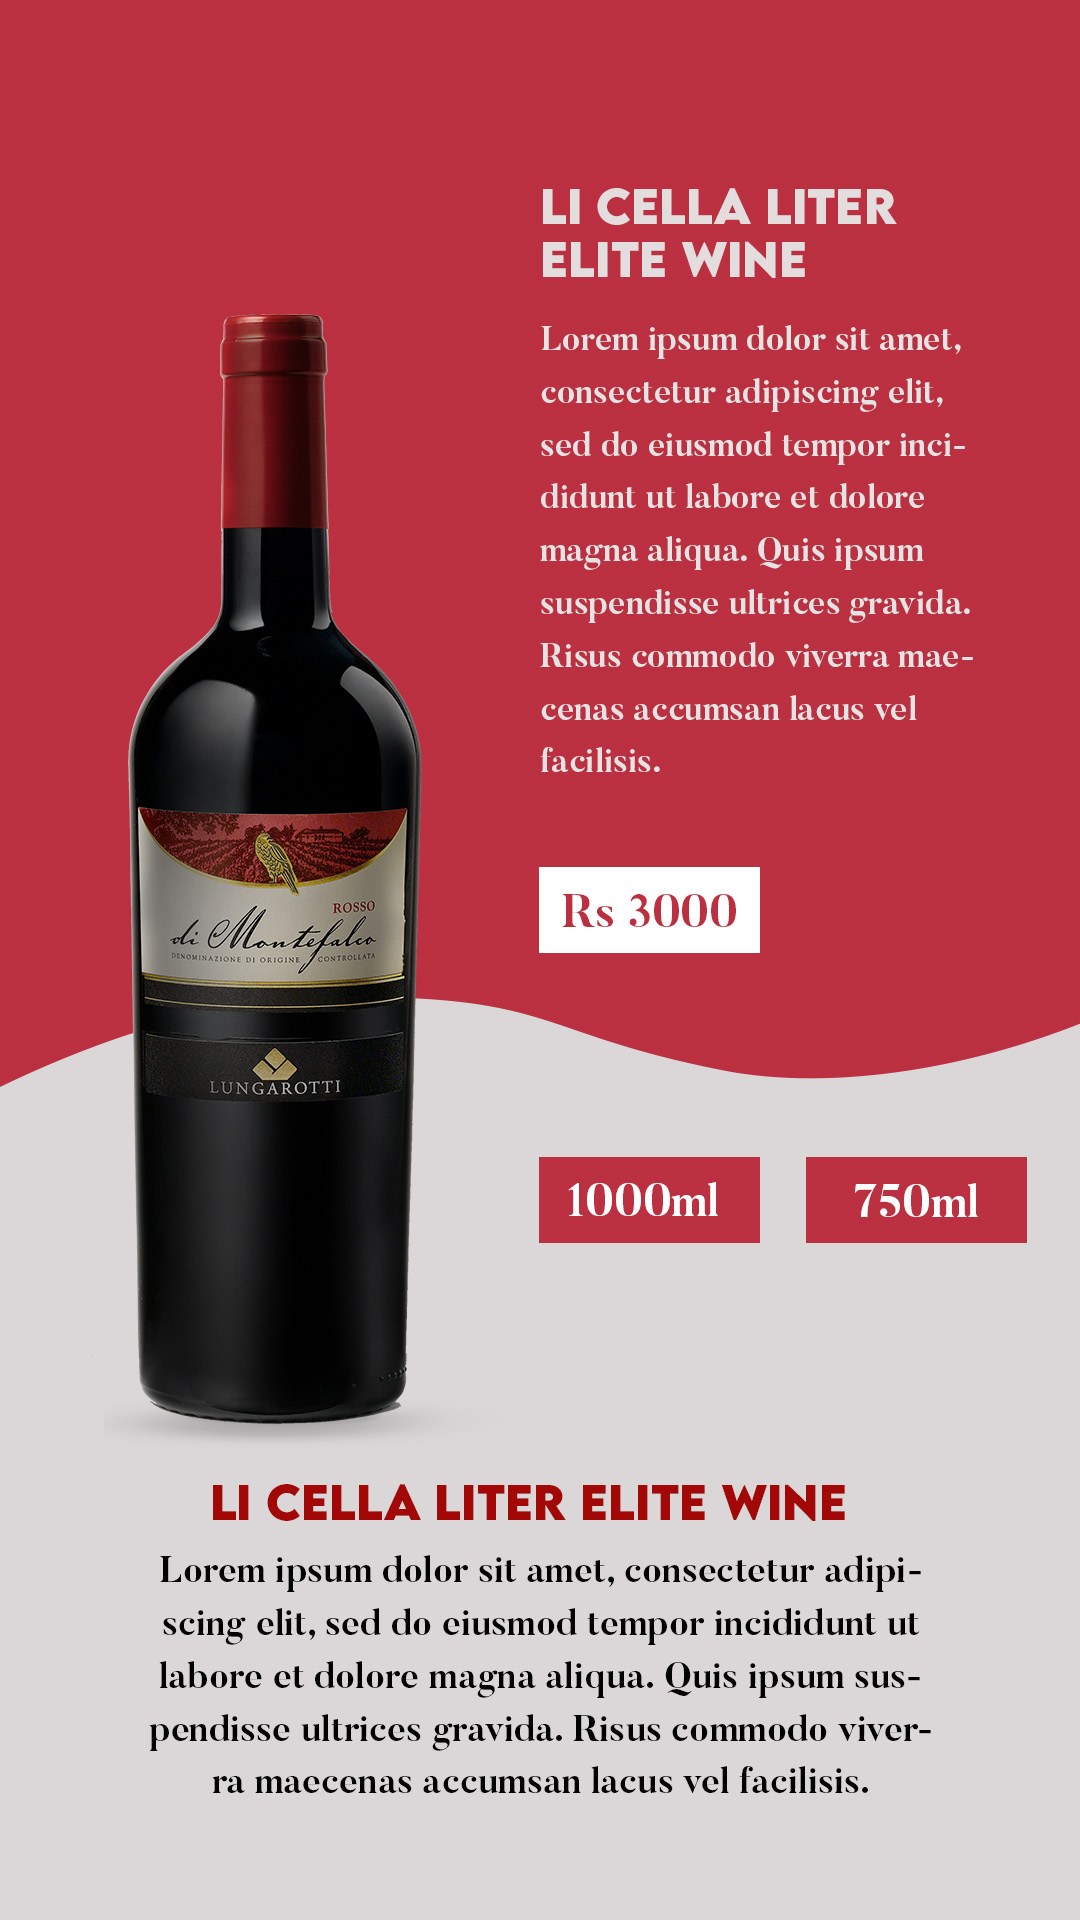 LI CELLA LITER
ELITE WINE
Lorem ipsum dolor sit amet,
consectetur adipiscing elit,
sed do eiusmod tempor inci-
didunt ut labore et dolore
magna aliqua. Quis ipsum
suspendisse ultrices gravida.
Risus commodo viverra mae-
cenas accumsan lacus vel
facilisis.
Rs 3000
ROSSO
di Montefalco
DENOMINAZIONE DI ORIGINE CONTROLLATA
LUNGAROTTI
1000ml
750ml
LI CELLA LITER ELITE WINE
Lorem ipsum dolor sit amet, consectetur adipi-
scing elit, sed do eiusmod tempor incididunt ut
labore et dolore magna aliqua. Quis ipsum sus-
pendisse ultrices gravida. Risus commodo viver-
ra maecenas accumsan lacus vel facilisis.